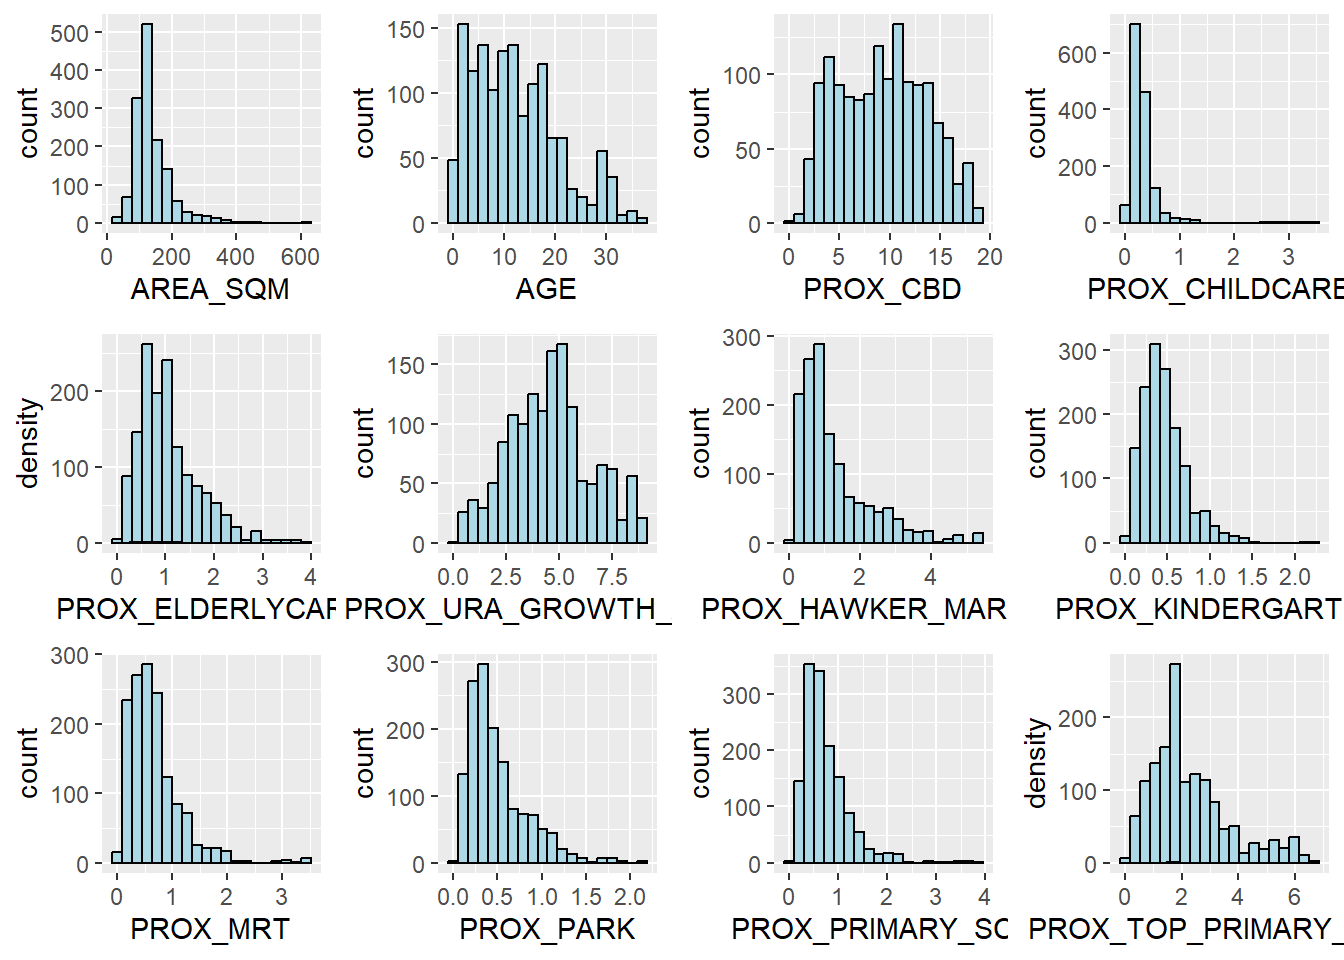 count
500
400
300
200
100
0
0 200 400 600
AREA_SQM
count
150
100
50
0
0 10 20 30
AGE
count
100
50
0
0 5 10 15 20
PROX_CBD
count
600
400
200
0
0 1 2 3
PROX_CHILDCARE
density
200
100
0
0 1 2 3 4
PROX_ELDERLYCAR
count
150
100
50
0
0.0 2.5 5.0 7.5
PROX_URA_GROWTH_
count
300
200
100
0
0 2 4
PROX_HAWKER_MAR
count
300
200
100
0
0.0 0.5 1.0 1.5 2.0
PROX_KINDERGART
count
300
200
100
0
0 1 2 3
PROX_MRT
count
300
200
100
0
0.0 0.5 1.0 1.5 2.0
PROX_PARK
count
300
200
100
0
0 1 2 3 4
PROX_PRIMARY_SC
density
200
100
0
0 2 4 6
PROX_TOP_PRIMARY_